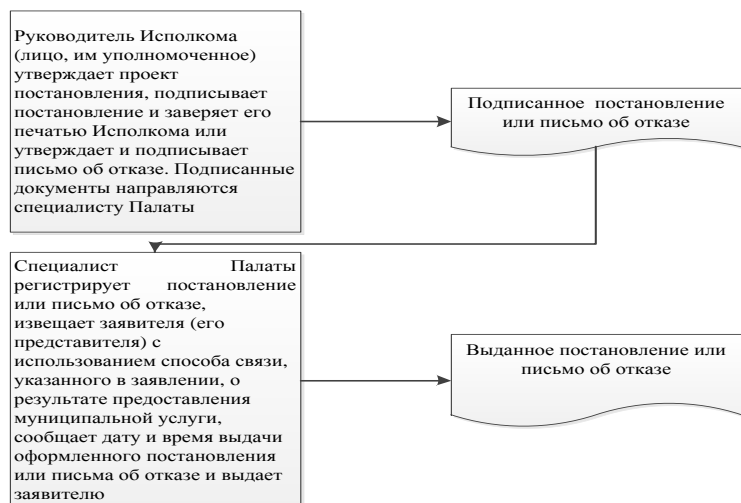 Руководитель Исполкома
(лицо, им уполномоченное)
утверждает проект
постановления, подписывает
постановление и заверяет его
печатью Исполкома или
утверждает и подписывает
письмо об отказе. Подписанные
документы направляются
специалисту Палаты
Подписанное постановление
или письмо об отказе
Специалист Палаты
регистрирует постановление
или письмо об отказе,
извещает заявителя (его
представителя) с
использованием способа связи,
указанного в заявлении, о
результате предоставления
муниципальной услуги,
сообщает дату и время выдачи
оформленного постановления
или письма об отказе и выдает
заявителю
Выданное постановление или
письмо об отказе